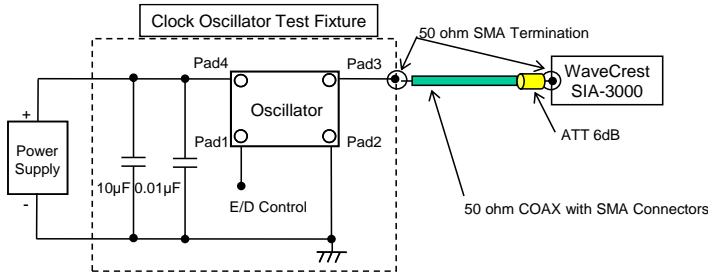 Clock Oscillator Test Fixture
50 ohm SMA Termination
Pad4
Pad3
WaveCrest
SIA-3000
Oscillator
+
Power
Supply
-
Pad1
Pad2
ATT 6dB
10µF
0.01µF
E/D Control
50 ohm COAX with SMA Connectors